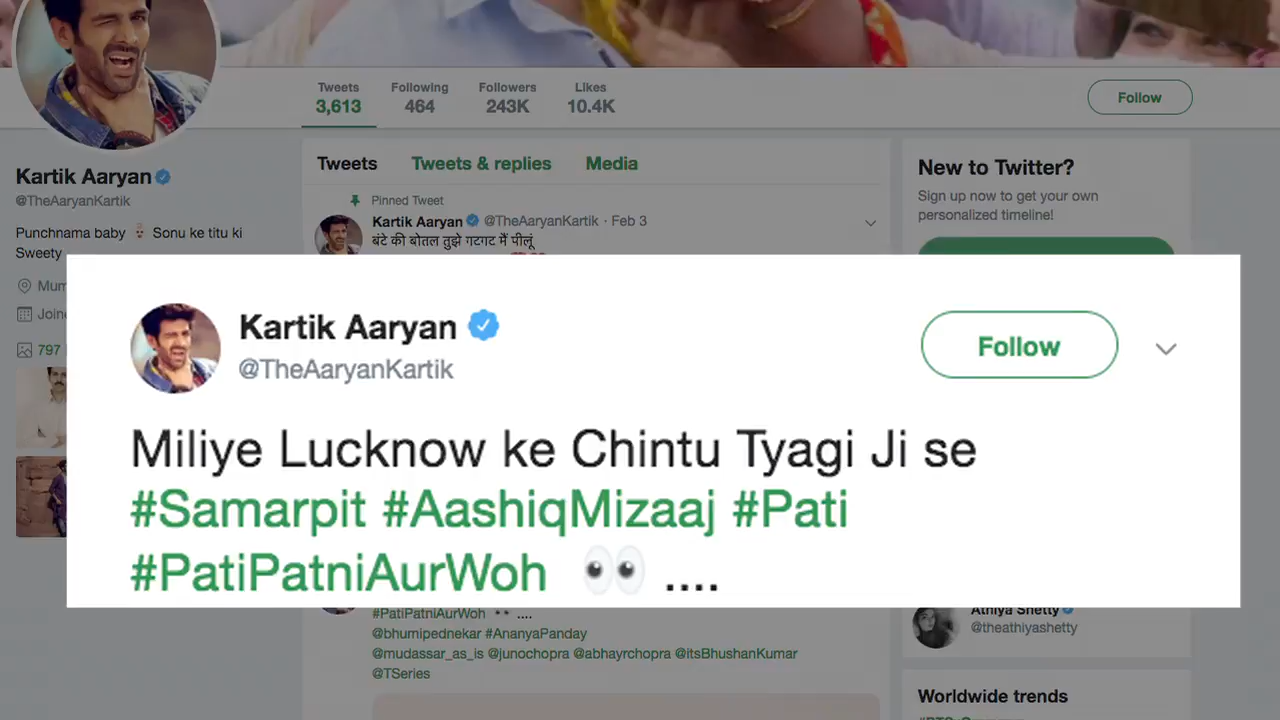 Tweets
3,613
Following
464
Followers
243K
Likes
10.4K
Follow
Kartik Aaryan
@TheAaryanKartik
Punchnama baby Sonu ke titu ki
Sweety
Mum
Joine
797
Tweets Tweets & replies Media
Pinned Tweet
Kartik Aaryan @TheAaryanKartik · Feb 3
बंटे की बोतल तुझे गटगट मैं पीलूं
New to Twitter?
Sign up now to get your own
personalized timeline!
Kartik Aaryan
@TheAaryanKartik
Follow
Miliye Lucknow ke Chintu Tyagi Ji se
#Samarpit #AashiqMizaaj #Pati
#PatiPatniAurWoh 👀 ....
#PatiPatniAurWoh 👀 ....
@bhumipednekar #AnanyaPanday
@mudassar_as_is @junochopra @abhayrchopra @itsBhushanKumar
@TSeries
Athiya Shetty
@theathiyashetty
Worldwide trends